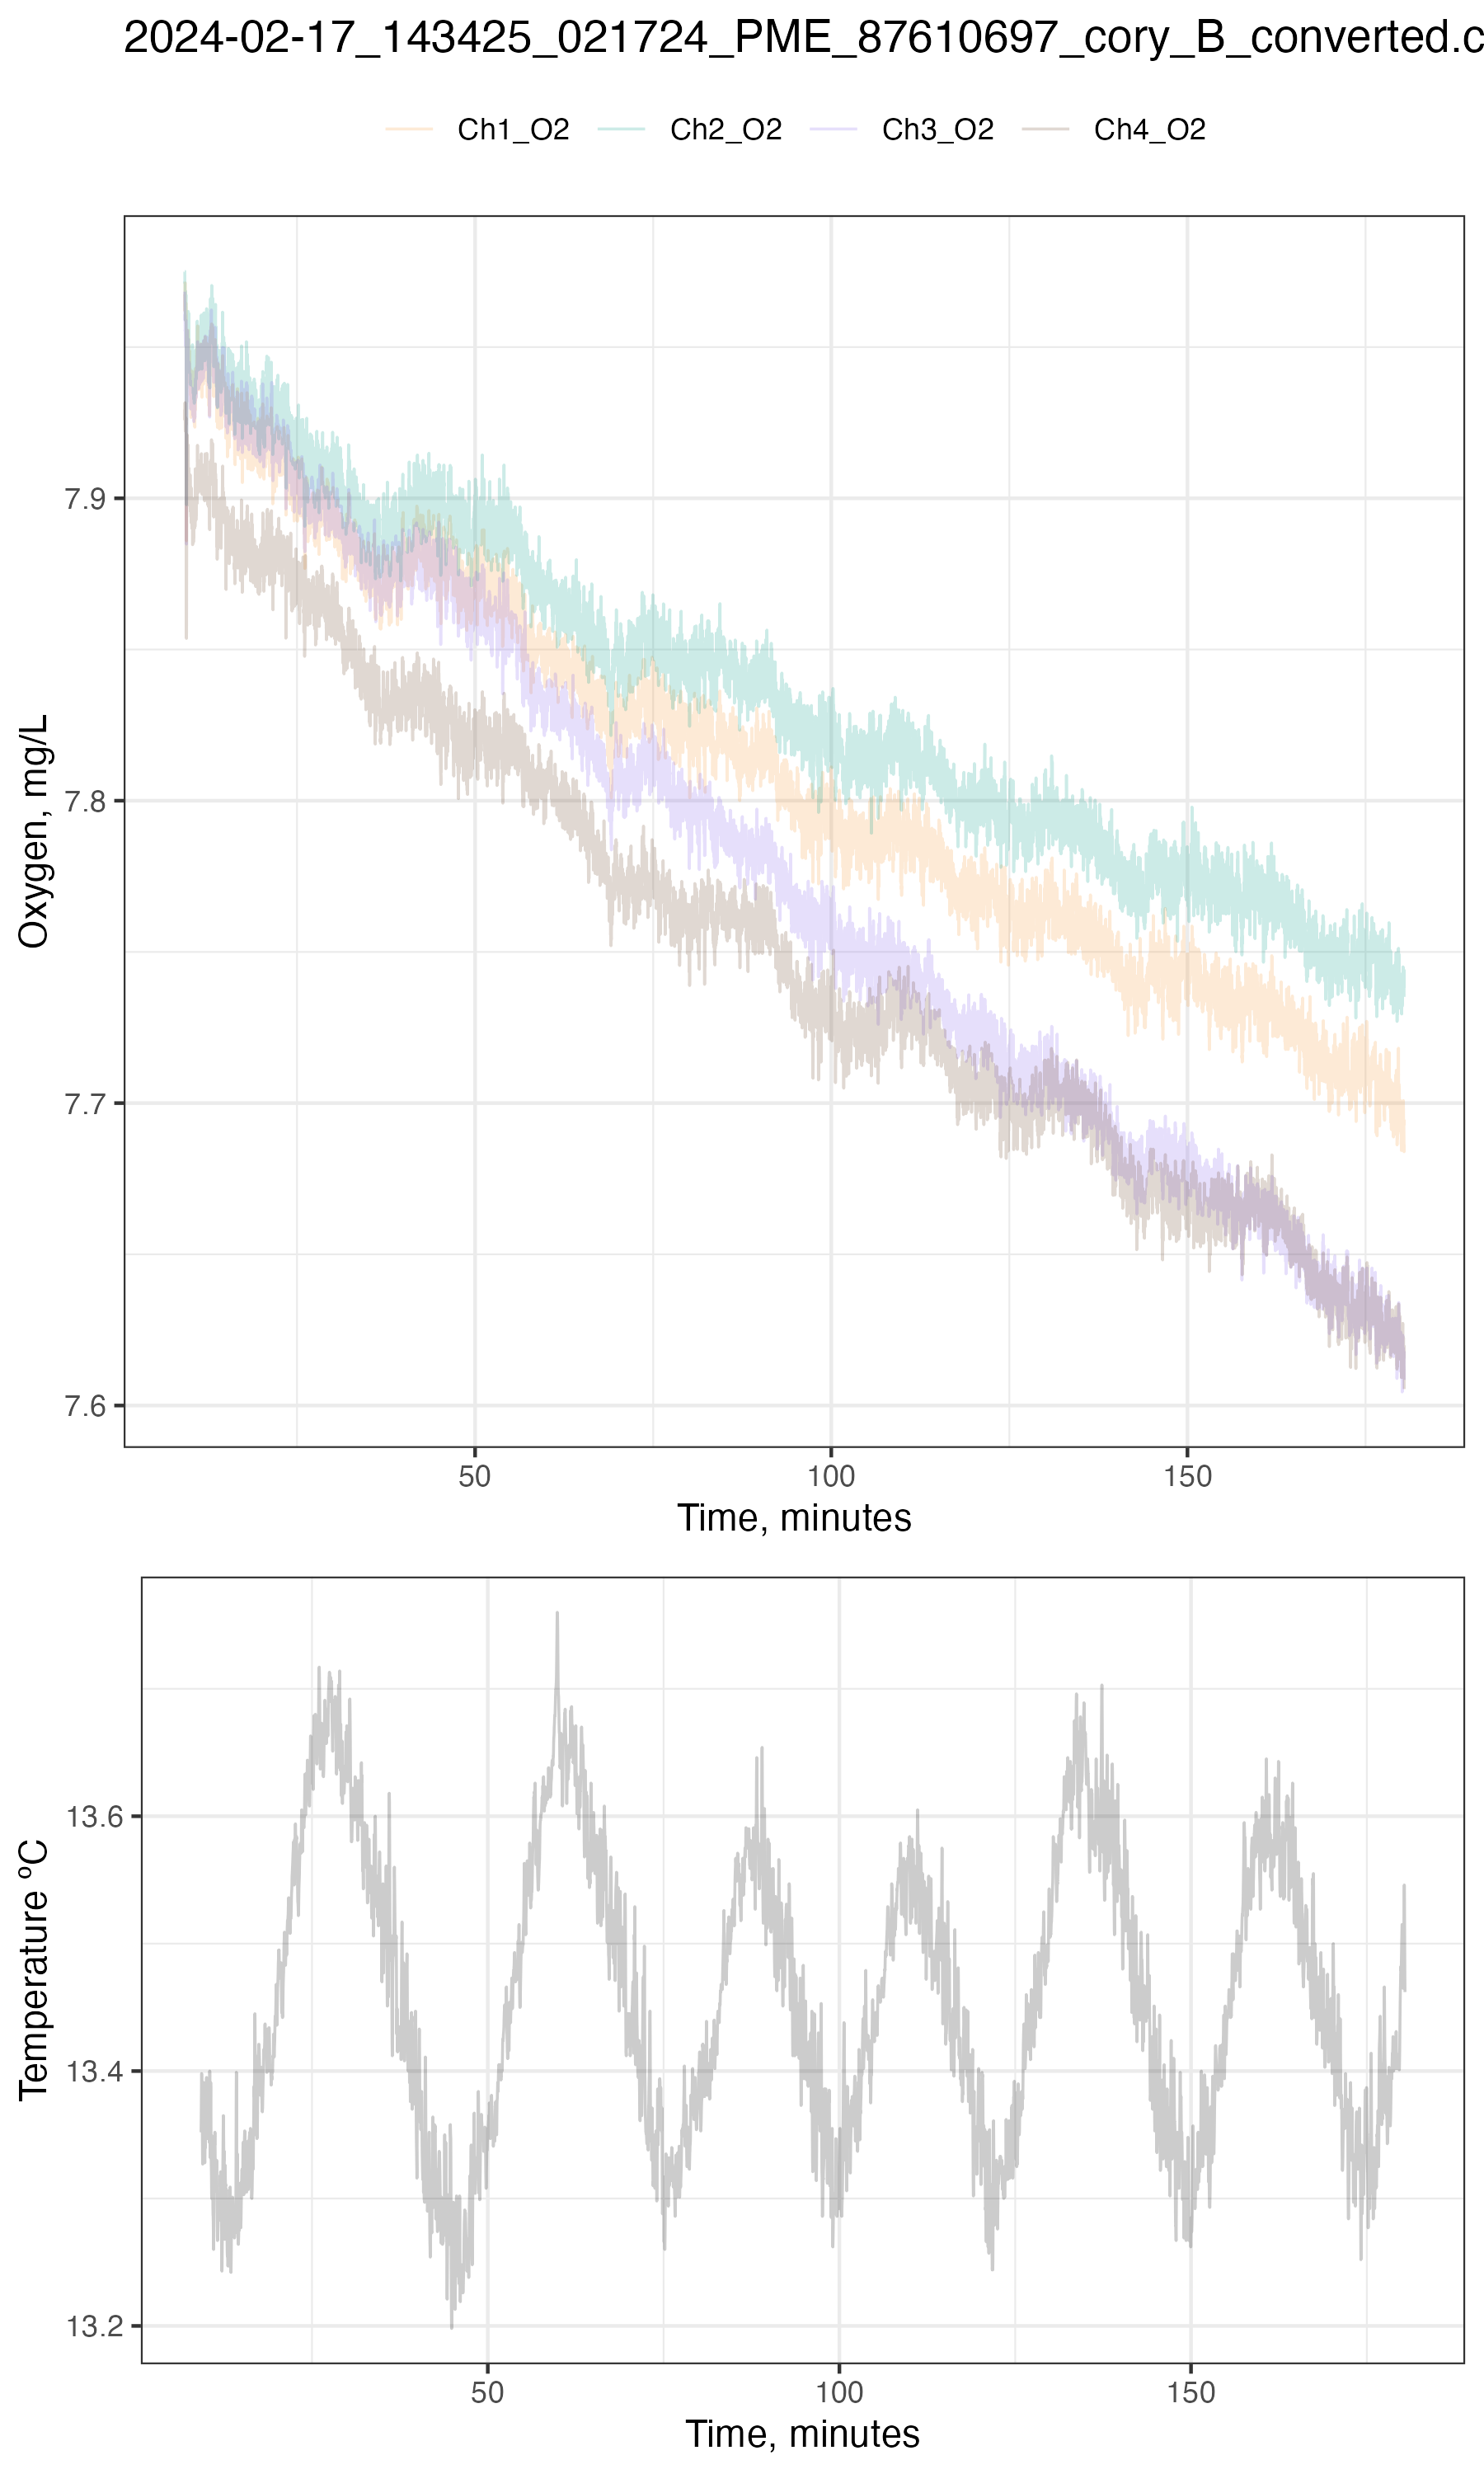 2024-02-17_143425_021724_PME_87610697_cory_B_converted.c
Ch1_O2 Ch2_O2 Ch3_O2 Ch4_O2
Oxygen, mg/L
7.9
7.8
7.7
7.6
50 100 150
Time, minutes
Temperature ºC
13.6
13.4
13.2
50 100 150
Time, minutes